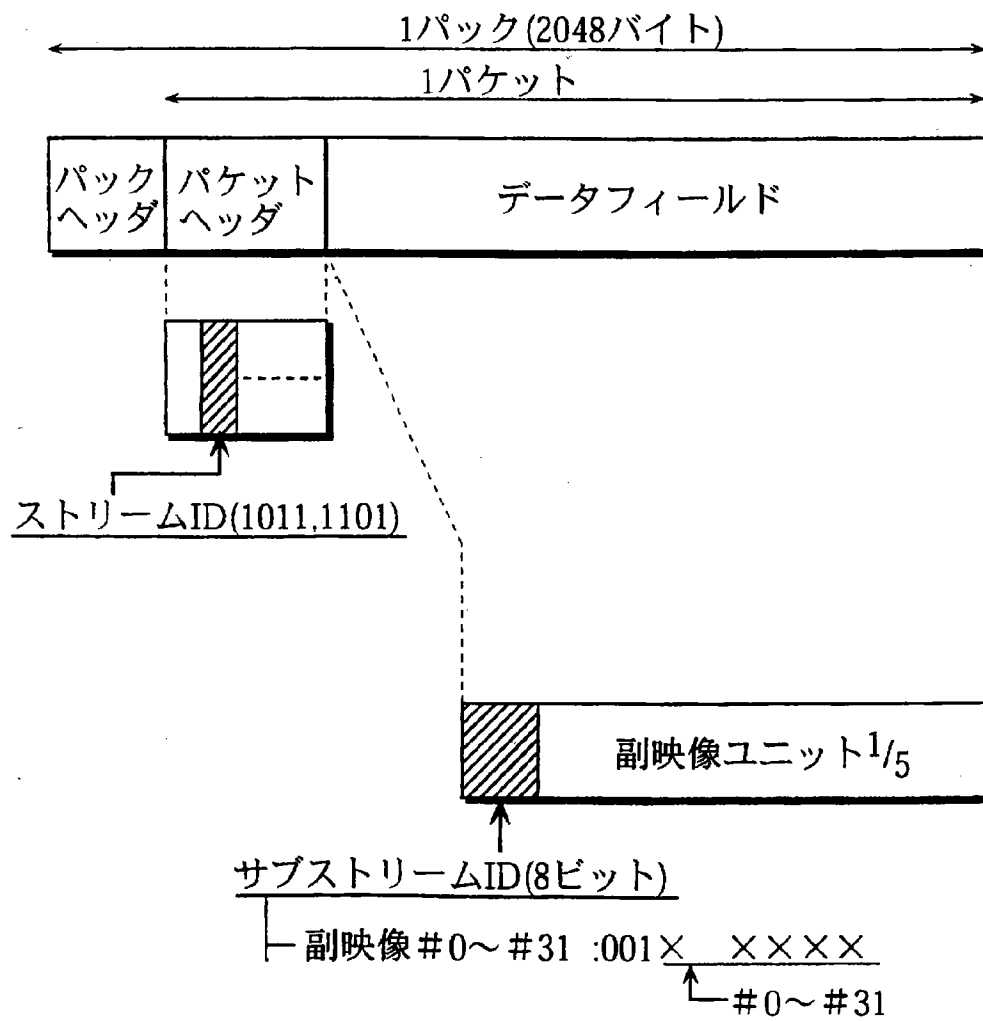 1パック(2048バイト)
1パケット
パック
ヘッダ
パケット
ヘッダ
データフィールド
ストリームID(1011,1101)
副映像ユニット1/5
サブストリームID(8ビット)
副映像#0〜#31 :001× ××××
#0〜#31